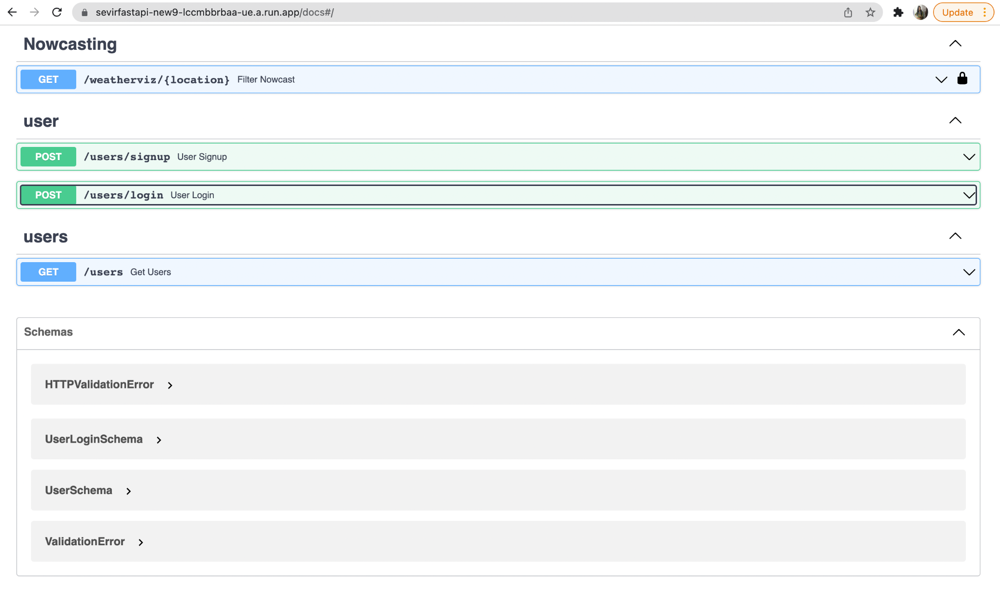 sevirfastapi-new9-lccmbbrbaa-ue.a.run.app/docs#/
Update
Nowcasting
GET /weatherviz/{location} Filter Nowcast
user
POST /users/signup User Signup
POST /users/login User Login
users
GET /users Get Users
Schemas
HTTPValidationError
UserLoginSchema
UserSchema
ValidationError